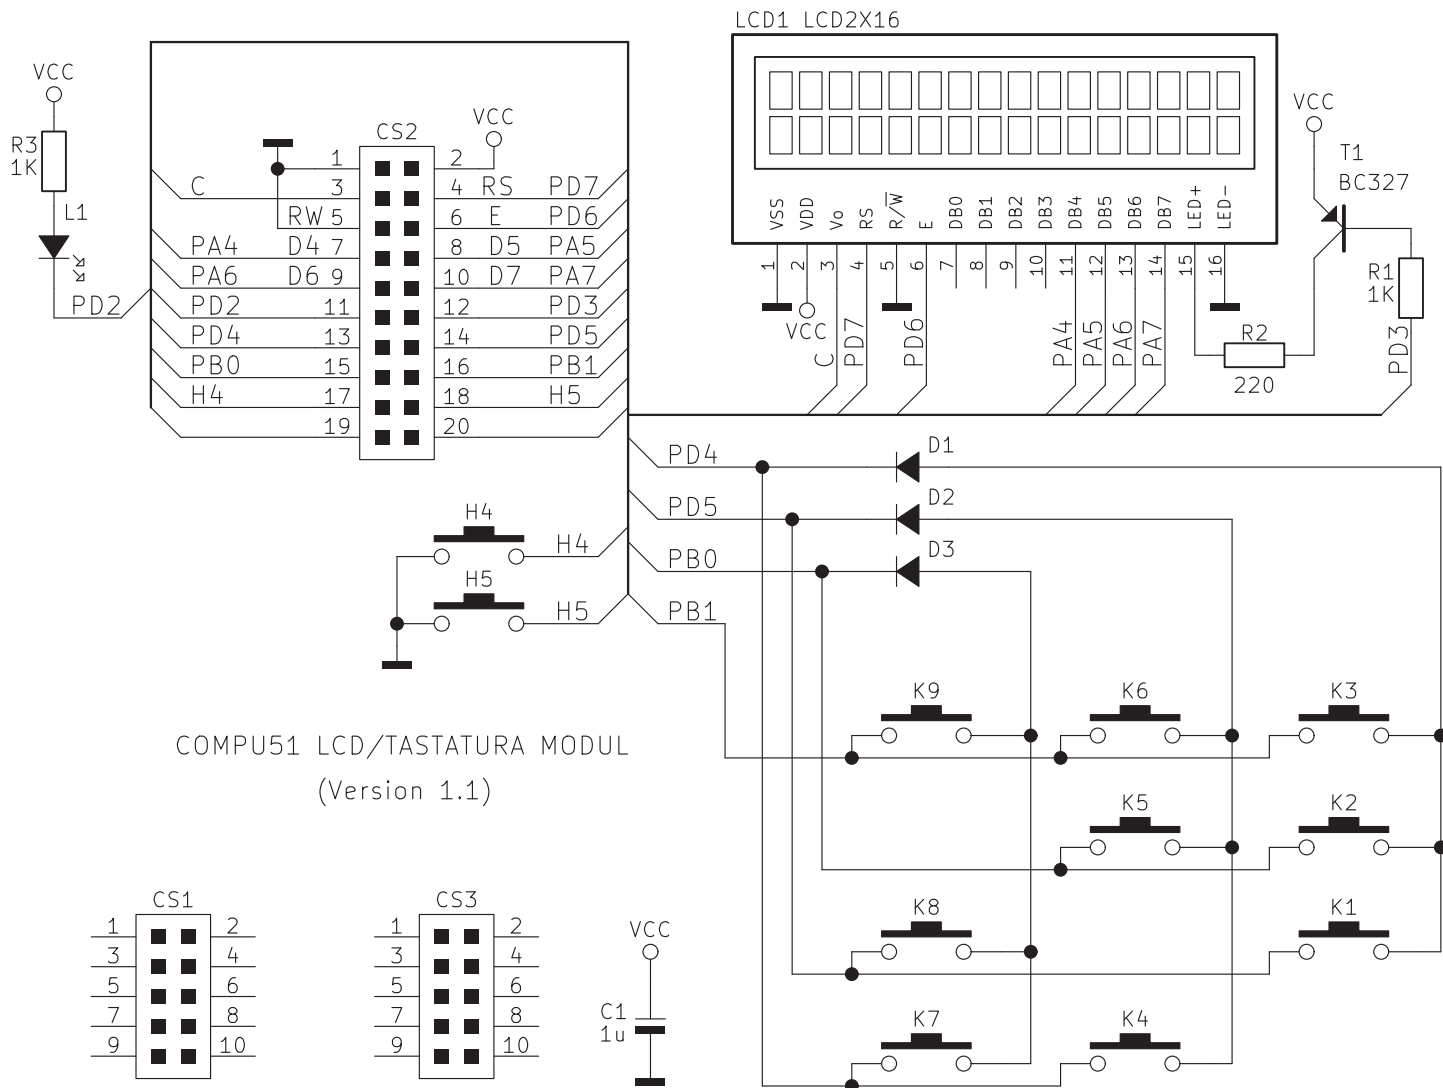 LCD1 LCD2X16
VCC
R3
1K
L1
PD2
CS2
VCC
1 2
C 3 4 RS PD7
RW 5 6 E PD6
PA4 D4 7 8 D5 PA5
PA6 D6 9 10 D7 PA7
PD2 11 12 PD3
PD4 13 14 PD5
PB0 15 16 PB1
H4 17 18 H5
19 20
VSS VDD Vo RS R/W̅ E DB0 DB1 DB2 DB3 DB4 DB5 DB6 DB7 LED+ LED-
1 2 3 4 5 6 7 8 9 10 11 12 13 14 15 16
VCC
C PD7 PD6 PA4 PA5 PA6 PA7
VCC
T1
BC327
R1
1K
R2
220
PD3
PD4 D1
PD5 D2
PB0 D3
PB1
H4
H4
H5
H5
K9 K6 K3
K5 K2
K8 K1
K7 K4
COMPU51 LCD/TASTATURA MODUL
(Version 1.1)
CS1
1 2
3 4
5 6
7 8
9 10
CS3
1 2
3 4
5 6
7 8
9 10
VCC
C1
1u